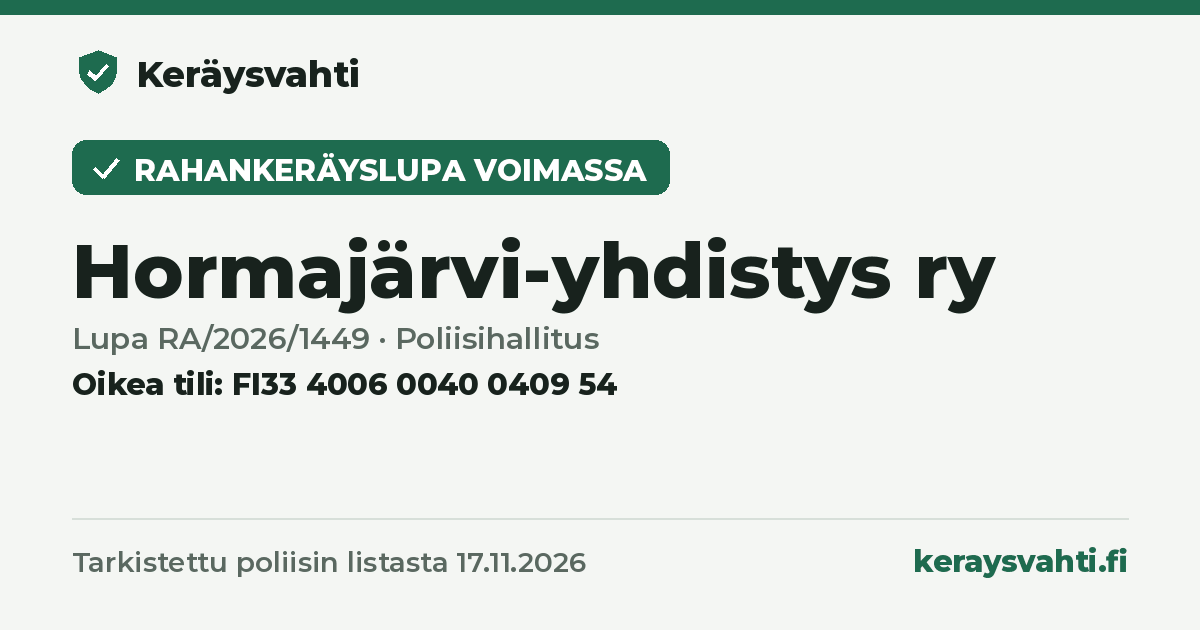 Keräysvahti
RAHANKERÄYSLUPA VOIMASSA
Hormajärvi-yhdistys ry
Lupa RA/2026/1449 · Poliisihallitus
Oikea tili: FI33 4006 0040 0409 54
Tarkistettu poliisin listasta 17.11.2026
keraysvahti.fi